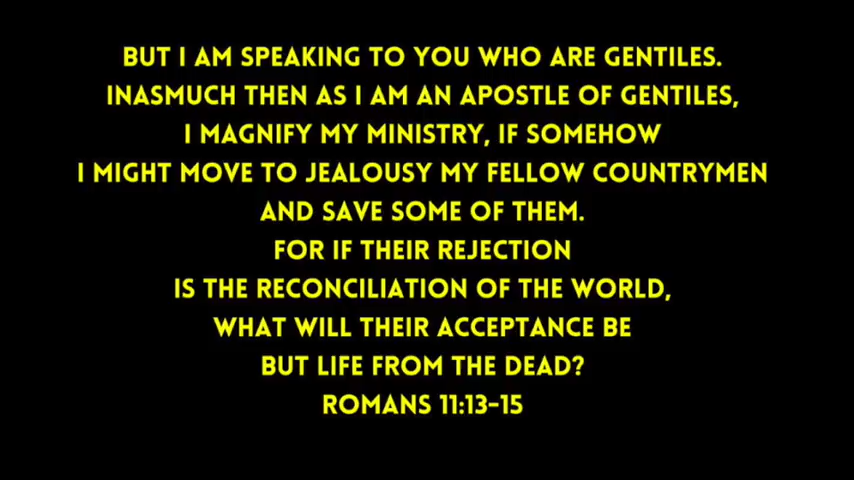 BUT I AM SPEAKING TO YOU WHO ARE GENTILES.
INASMUCH THEN AS I AM AN APOSTLE OF GENTILES,
I MAGNIFY MY MINISTRY, IF SOMEHOW
I MIGHT MOVE TO JEALOUSY MY FELLOW COUNTRYMEN
AND SAVE SOME OF THEM.
FOR IF THEIR REJECTION
IS THE RECONCILIATION OF THE WORLD,
WHAT WILL THEIR ACCEPTANCE BE
BUT LIFE FROM THE DEAD?
ROMANS 11:13-15